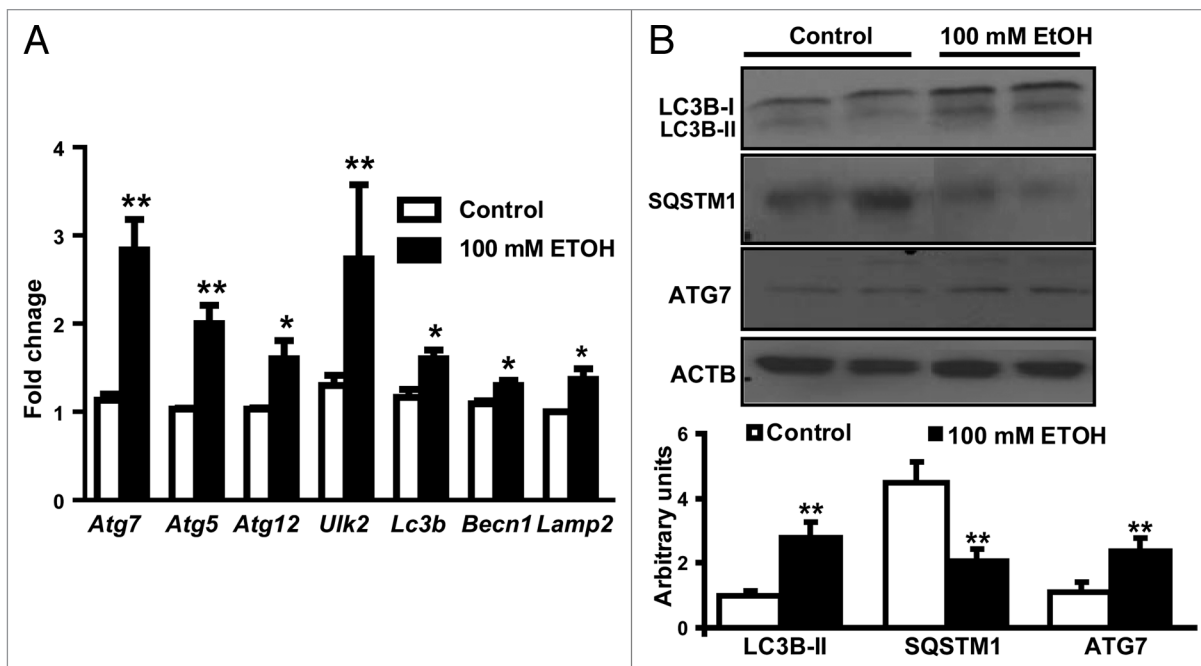 A
Fold chnage
4
3
2
1
0
** ** * ** * * *
Control
100 mM ETOH
Atg7 Atg5 Atg12 Ulk2 Lc3b Becn1 Lamp2
B
Control 100 mM EtOH
LC3B-I
LC3B-II
SQSTM1
ATG7
ACTB
Control 100 mM ETOH
Arbitrary units
6
4
2
0
** ** **
LC3B-II SQSTM1 ATG7